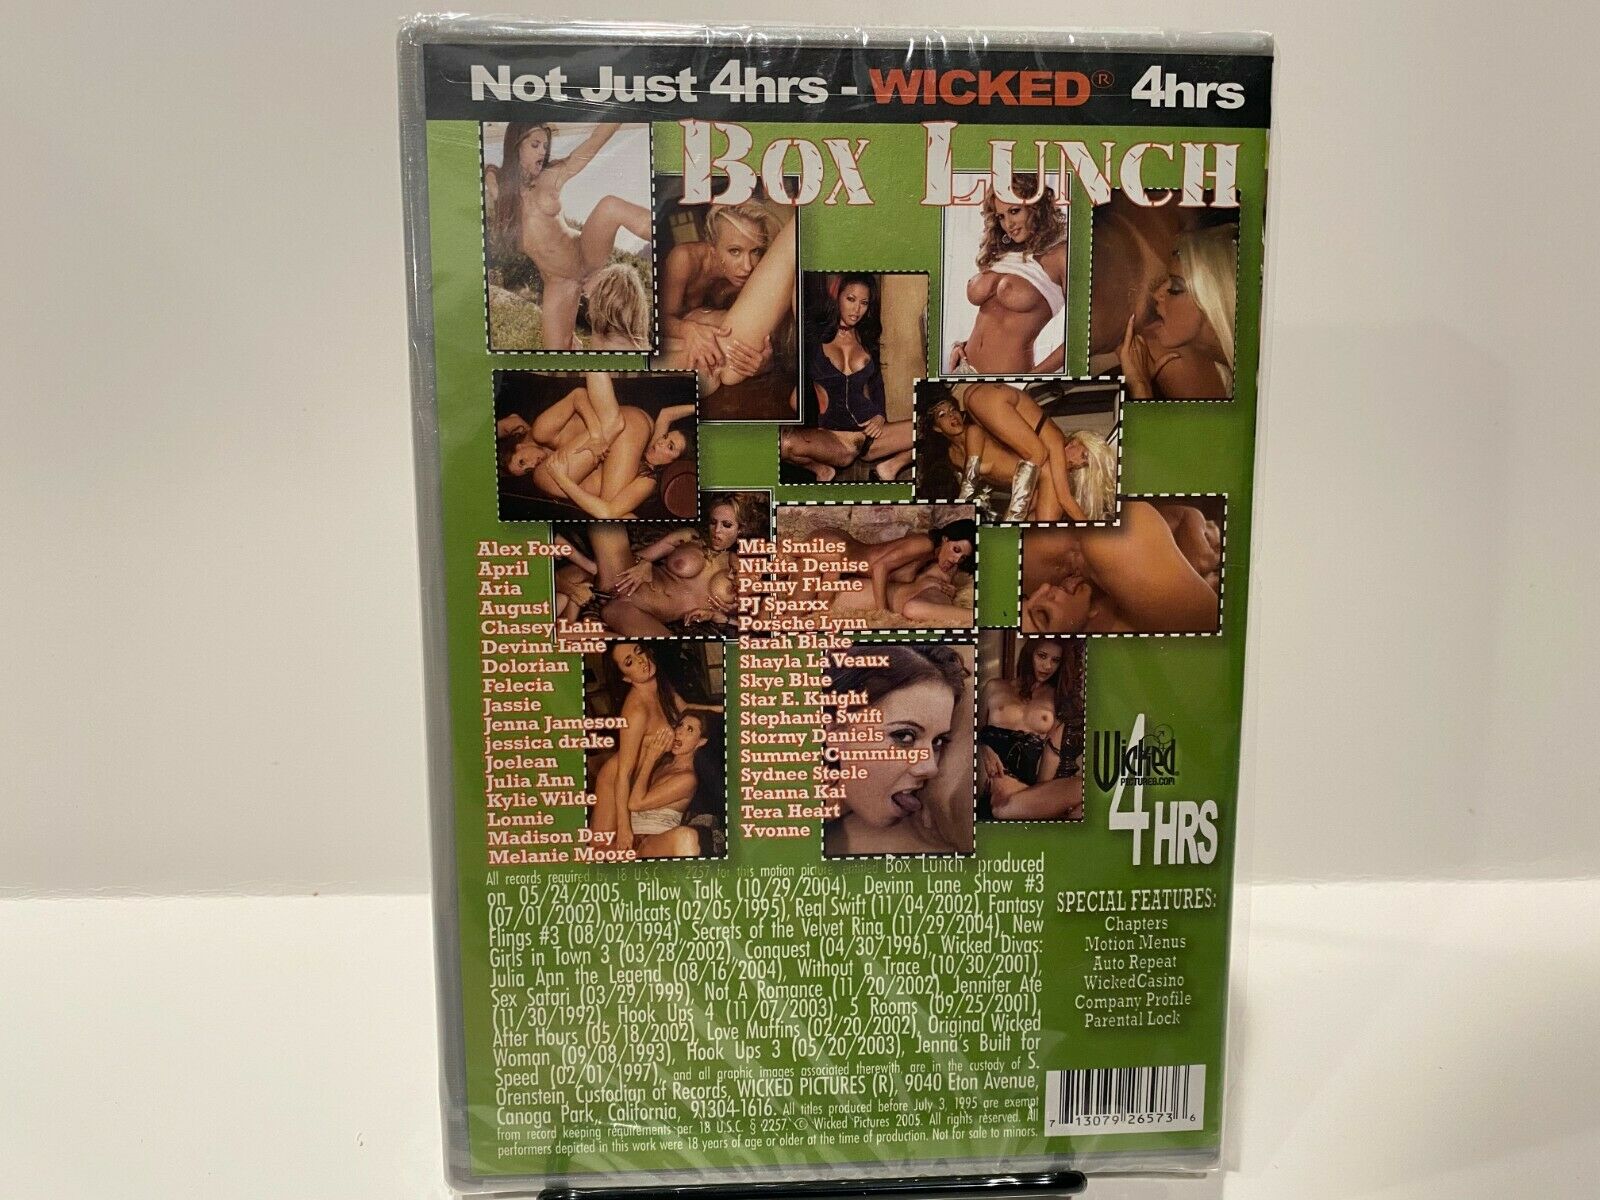 Not Just 4hrs - WICKED® 4hrs
BOX LUNCH
Alex Foxe
April
Aria
August
Chasey Lain
Devinn Lane
Dolorian
Felecia
Jassie
Jenna Jameson
jessica drake
Joelean
Julia Ann
Kylie Wilde
Lonnie
Madison Day
Melanie Moore
Mia Smiles
Nikita Denise
Penny Flame
PJ Sparxx
Porsche Lynn
Sarah Blake
Shayla La Veaux
Skye Blue
Star E. Knight
Stephanie Swift
Stormy Daniels
Summer Cummings
Sydnee Steele
Teanna Kai
Tera Heart
Yvonne
All records required by 18 U.S.C. § 2257 for this motion picture entitled Box Lunch, produced
on 05/24/2005, Pillow Talk (10/29/2004), Devinn Lane Show #3
(07/01/2002), Wildcats (02/05/1995), Real Swift (11/04/2002), Fantasy
Flings #3 (08/02/1994), Secrets of the Velvet Ring (11/29/2004), New
Girls in Town 3 (03/28/2002), Conquest (04/30/1996), Wicked Divas:
Julia Ann the Legend (08/16/2004), Without a Trace (10/30/2001),
Sex Safari (03/29/1999), Not A Romance (11/20/2002), Jennifer Ate
(11/30/1992), Hook Ups 4 (11/07/2003), 5 Rooms (09/25/2001),
After Hours (05/18/2002), Love Muffins (02/20/2002), Original Wicked
Woman (09/08/1993), Hook Ups 3 (05/20/2003), Jenna's Built for
Speed (02/01/1997), and all graphic images associated therewith, are in the custody of S.
Orenstein, Custodian of Records, WICKED PICTURES (R), 9040 Eton Avenue,
Canoga Park, California, 91304-1616. All titles produced before July 3, 1995 are exempt
from record keeping requirements per 18 U.S.C. § 2257. © Wicked Pictures 2005. All rights reserved. All
performers depicted in this work were 18 years of age or older at the time of production. Not for sale to minors.
Wicked
PICTURES.COM
4 HRS
SPECIAL FEATURES:
Chapters
Motion Menus
Auto Repeat
WickedCasino
Company Profile
Parental Lock
7 13079 26573 6